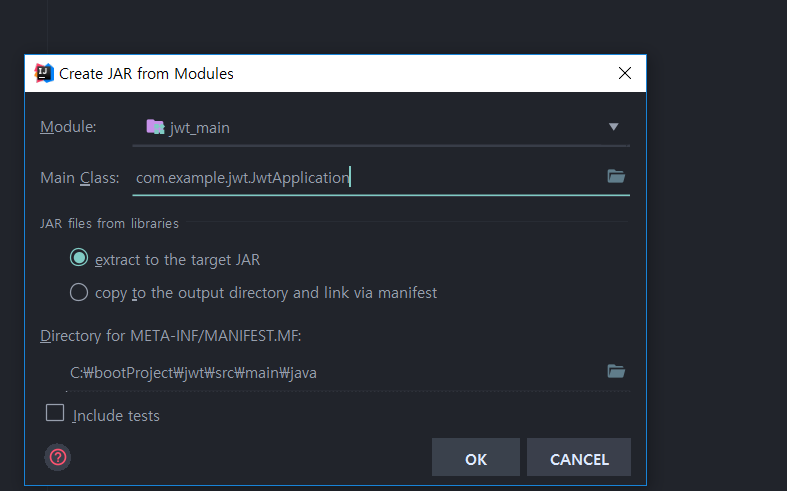 Create JAR from Modules
Module: jwt_main
Main Class: com.example.jwt.JwtApplication
JAR files from libraries
extract to the target JAR
copy to the output directory and link via manifest
Directory for META-INF/MANIFEST.MF:
C:₩bootProject₩jwt₩src₩main₩java
Include tests
? OK CANCEL